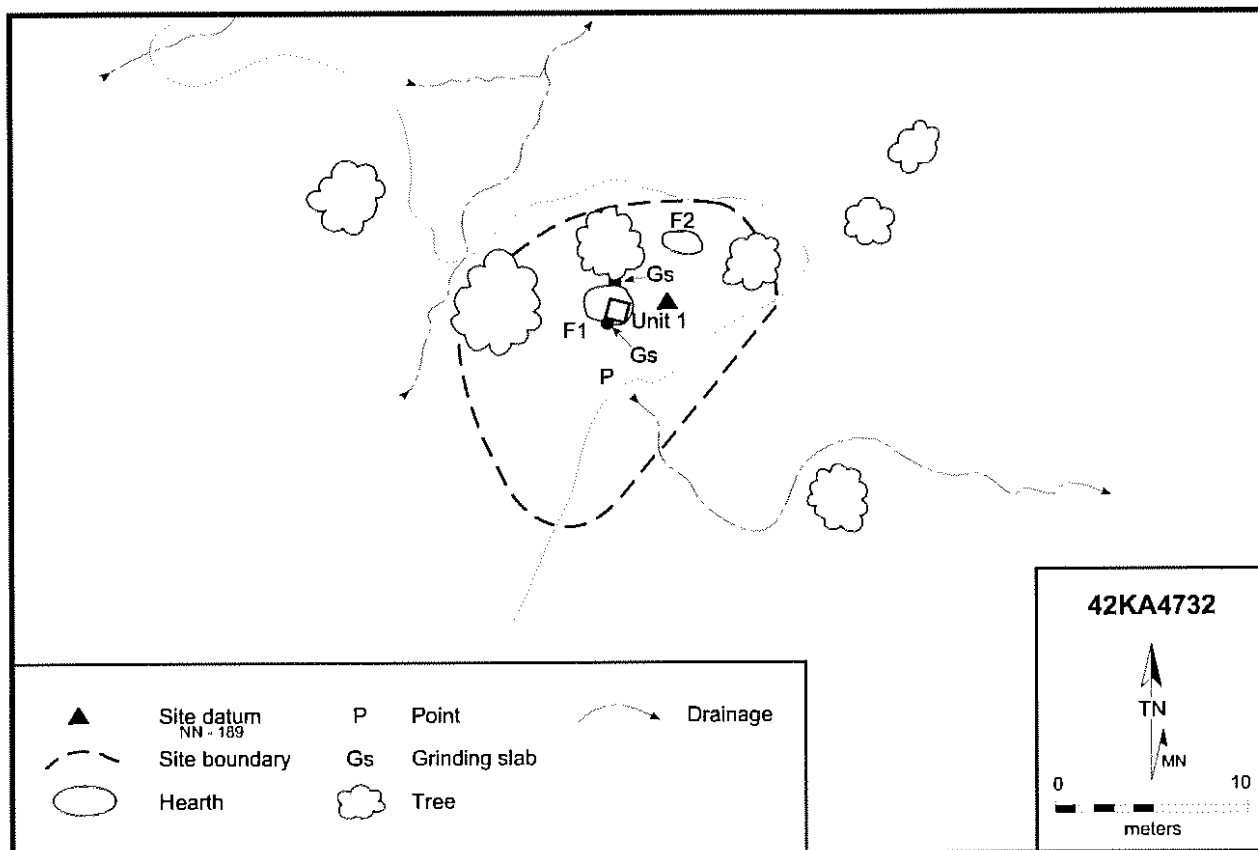 F2
Gs
Unit 1
F1
Gs
P
42KA4732
TN
MN
0 10
meters
Site datum
NN - 189
Site boundary
Hearth
P Point
Gs Grinding slab
Tree
Drainage